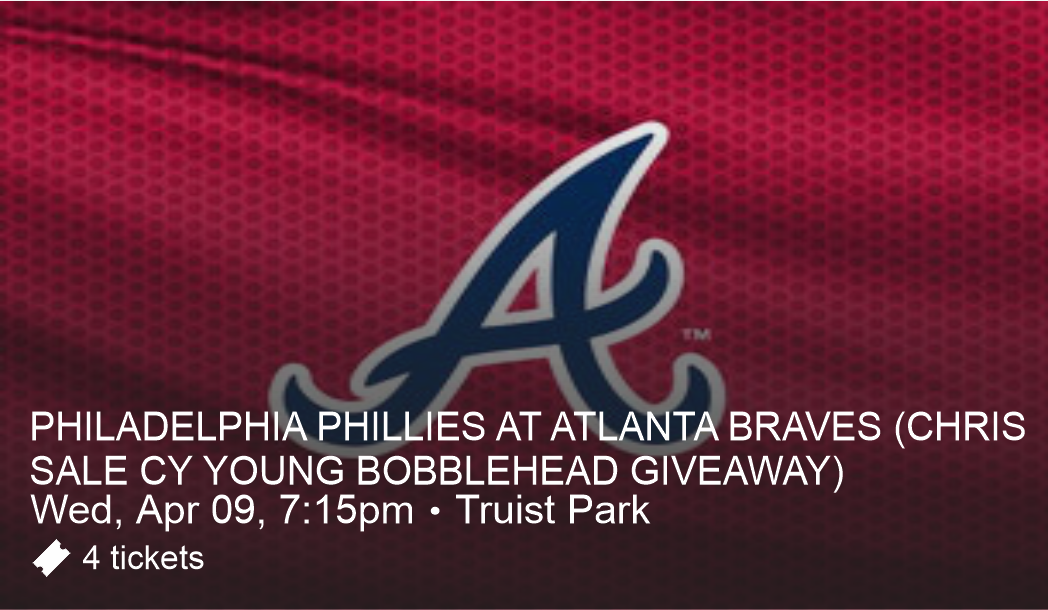 A
TM
PHILADELPHIA PHILLIES AT ATLANTA BRAVES (CHRIS
SALE CY YOUNG BOBBLEHEAD GIVEAWAY)
Wed, Apr 09, 7:15pm • Truist Park
4 tickets